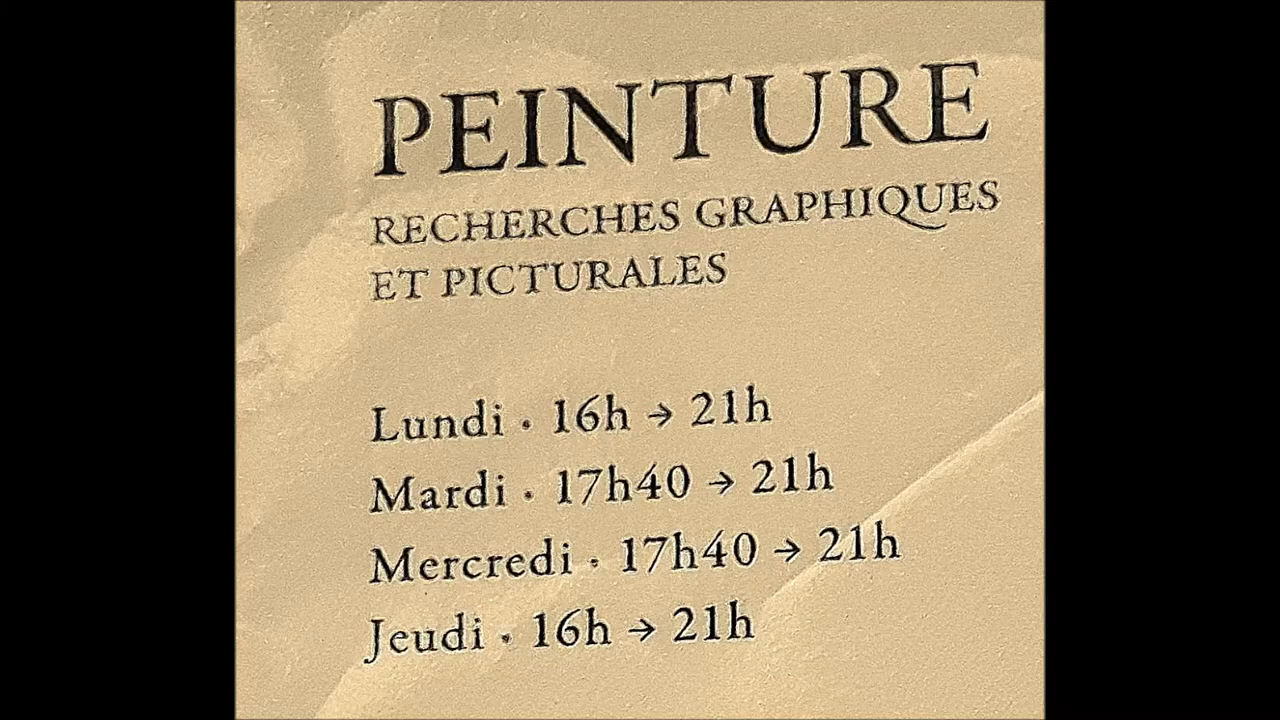 PEINTURE
RECHERCHES GRAPHIQUES
ET PICTURALES
Lundi · 16h → 21h
Mardi · 17h40 → 21h
Mercredi · 17h40 → 21h
Jeudi · 16h → 21h